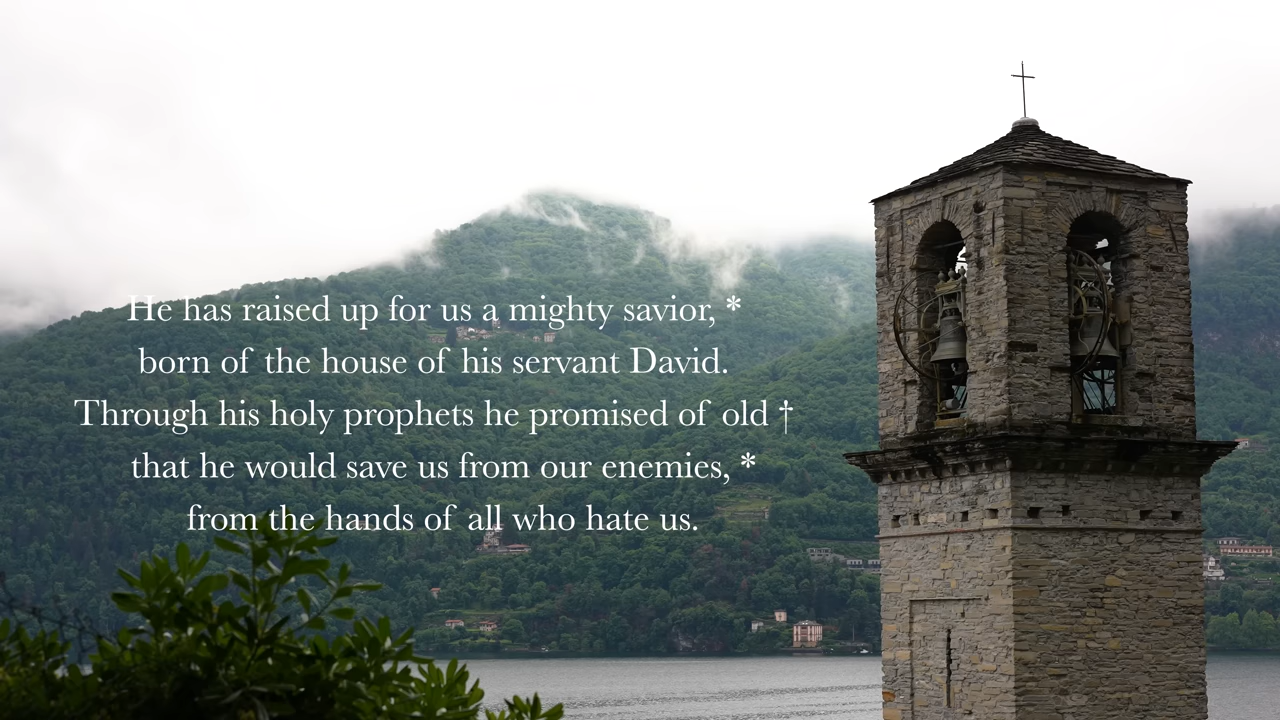 He has raised up for us a mighty savior, *
born of the house of his servant David.
Through his holy prophets he promised of old †
that he would save us from our enemies, *
from the hands of all who hate us.